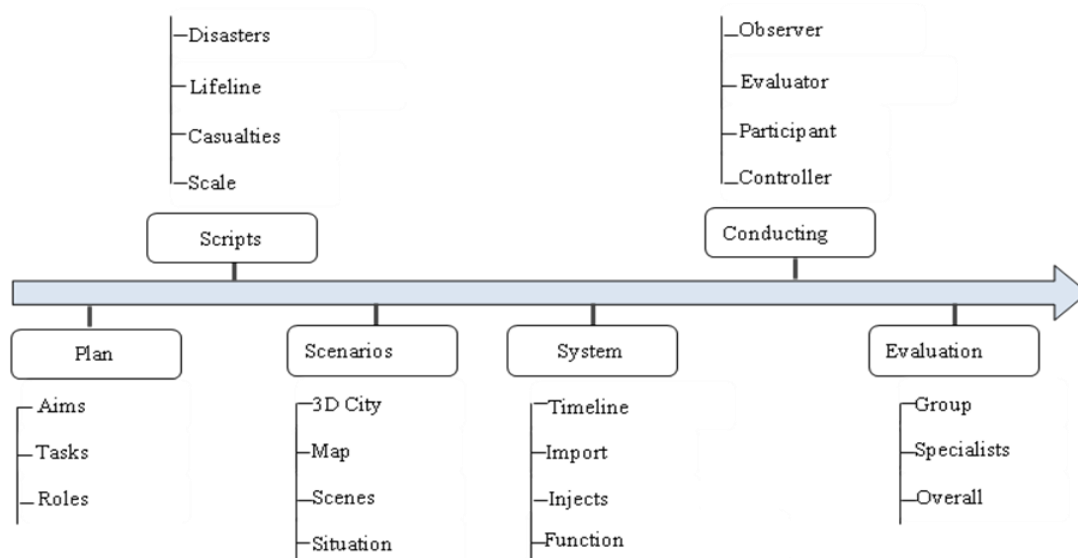 Disasters
Lifeline
Casualties
Scale
Scripts
Observer
Evaluator
Participant
Controller
Conducting
Plan
Aims
Tasks
Roles
Scenarios
3D City
Map
Scenes
Situation
System
Timeline
Import
Injects
Function
Evaluation
Group
Specialists
Overall